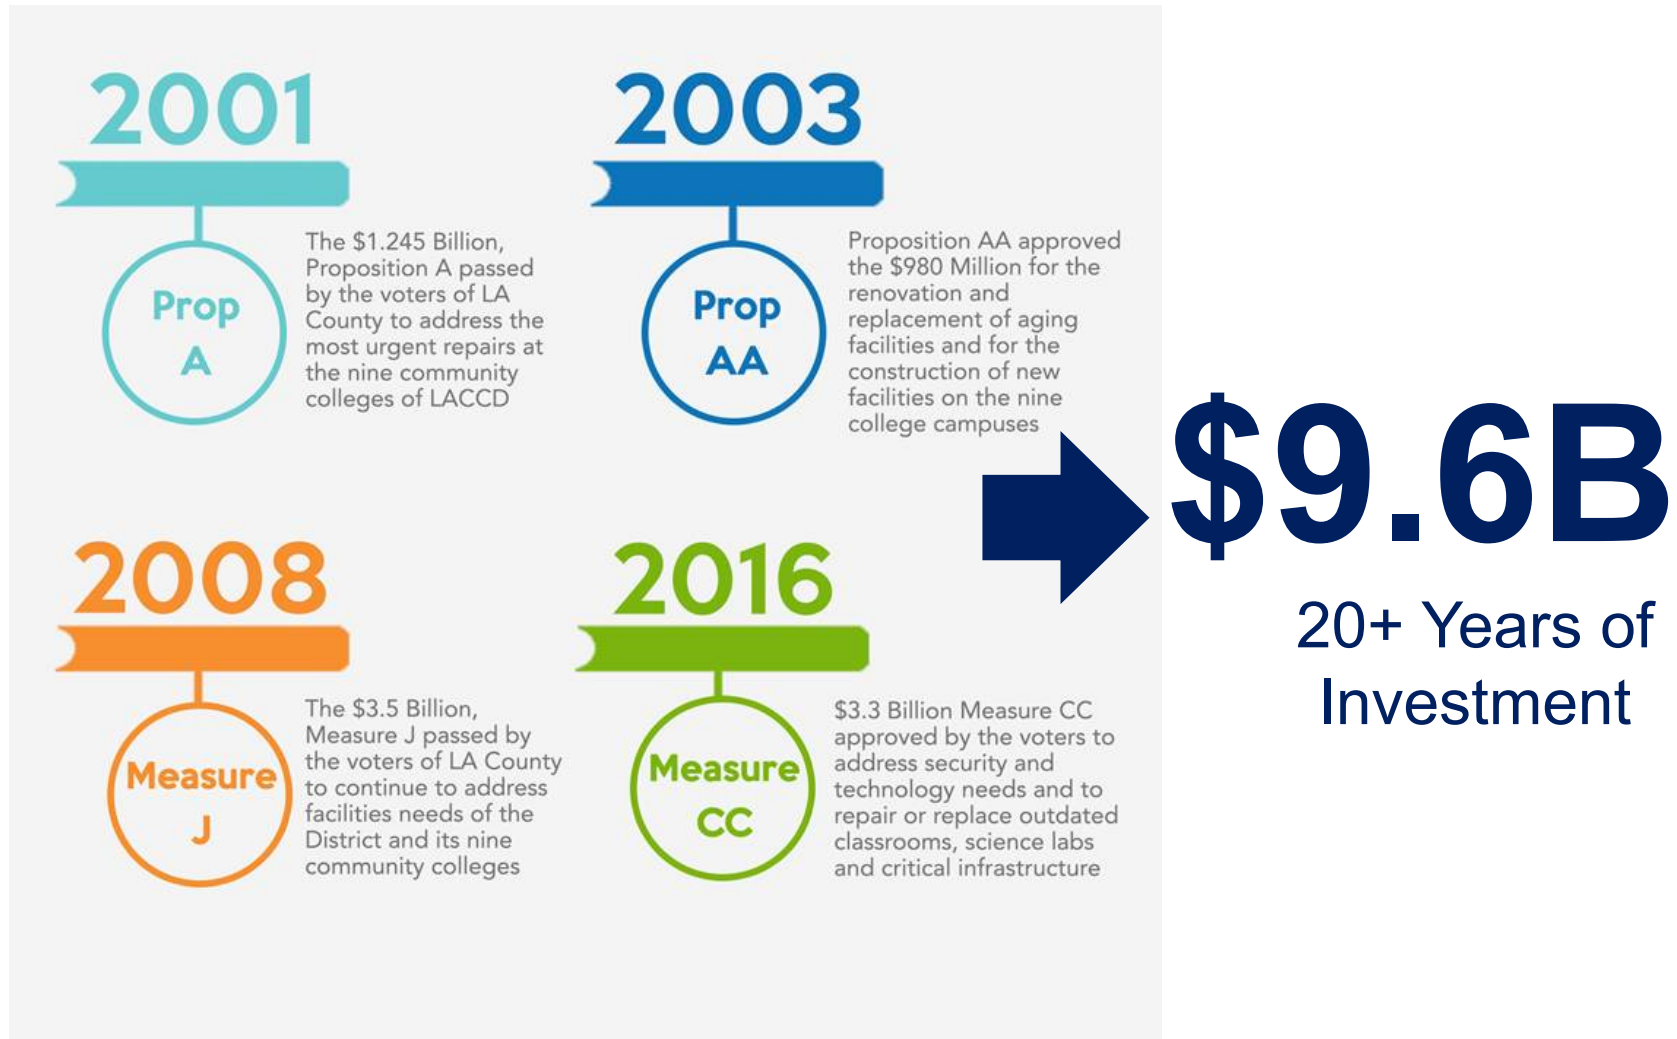 2001
Prop
A
The $1.245 Billion,
Proposition A passed
by the voters of LA
County to address the
most urgent repairs at
the nine community
colleges of LACCD
2003
Prop
AA
Proposition AA approved
the $980 Million for the
renovation and
replacement of aging
facilities and for the
construction of new
facilities on the nine
college campuses
2008
Measure
J
The $3.5 Billion,
Measure J passed by
the voters of LA County
to continue to address
facilities needs of the
District and its nine
community colleges
2016
Measure
CC
$3.3 Billion Measure CC
approved by the voters to
address security and
technology needs and to
repair or replace outdated
classrooms, science labs
and critical infrastructure
$9.6B
20+ Years of
Investment